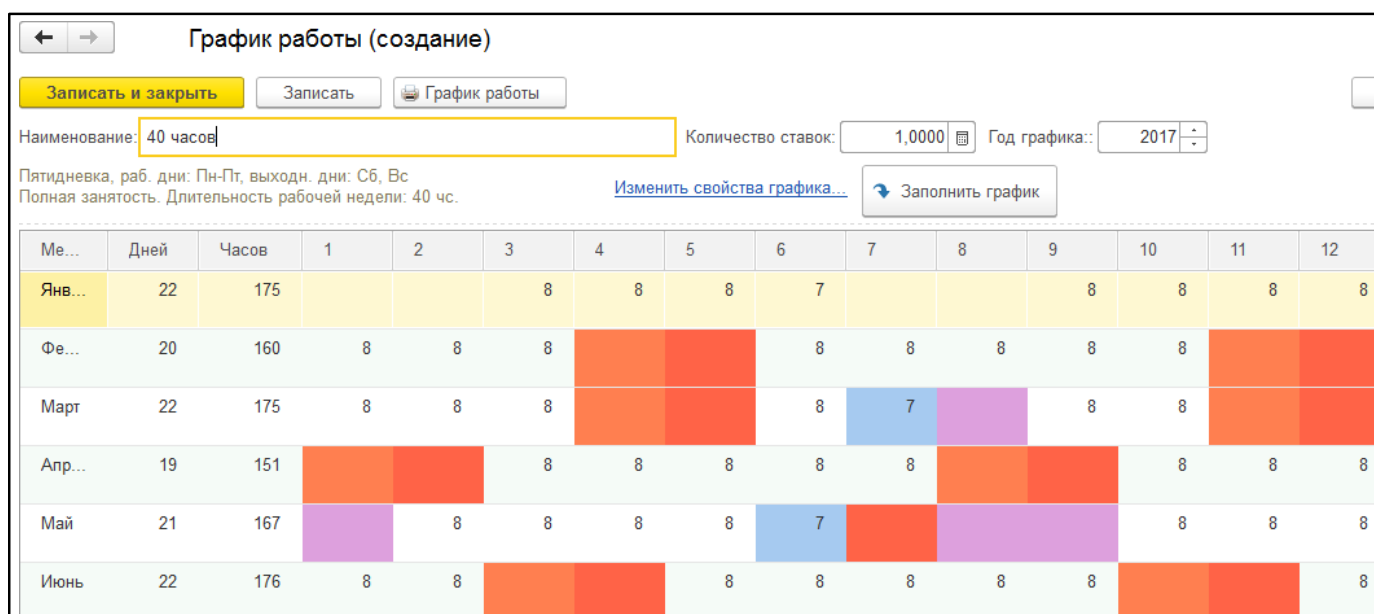 График работы (создание)
Записать и закрыть Записать График работы
Наименование: 40 часов Количество ставок: 1,0000 Год графика:: 2017
Пятидневка, раб. дни: Пн-Пт, выходн. дни: Сб, Вс
Полная занятость. Длительность рабочей недели: 40 чс.
Изменить свойства графика... Заполнить график
Ме... Дней Часов 1 2 3 4 5 6 7 8 9 10 11 12
Янв... 22 175 8 8 8 7 8 8 8 8
Фе... 20 160 8 8 8 8 8 8 8 8
Март 22 175 8 8 8 8 7 8 8
Апр... 19 151 8 8 8 8 8 8 8 8
Май 21 167 8 8 8 8 7 8 8 8
Июнь 22 176 8 8 8 8 8 8 8 8